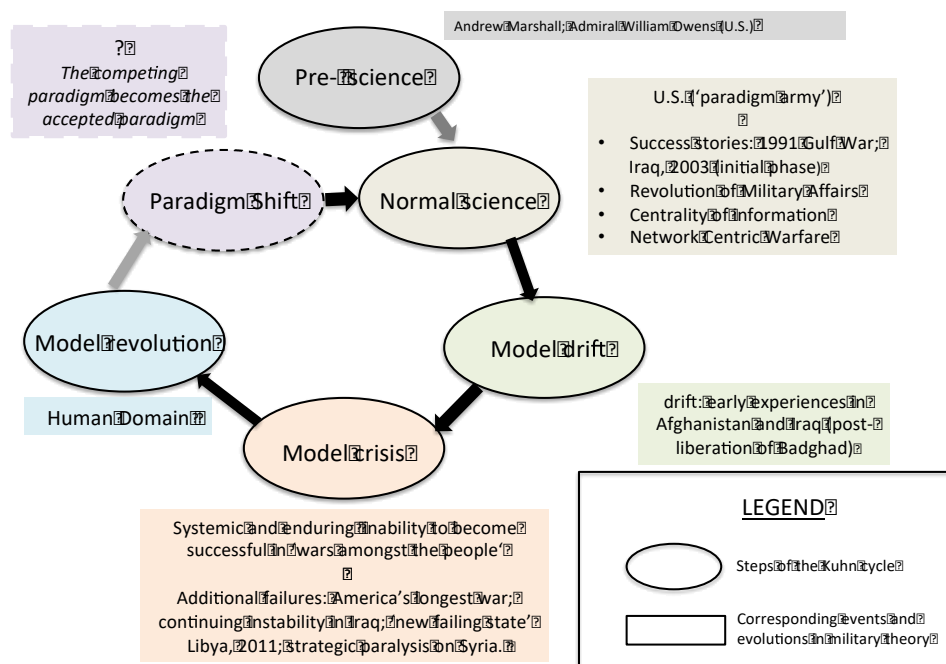 Andrew Marshall; Admiral William Owens (U.S.)
?
The competing
paradigm becomes the
accepted paradigm
Pre- science
U.S. ('paradigm army')
• Success stories: 1991 Gulf War;
Iraq, 2003 (initial phase)
• Revolution of Military Affairs
• Centrality of information
• Network Centric Warfare
Paradigm Shift
Normal science
Model revolution
Model drift
Human Domain
drift: early experiences in
Afghanistan and Iraq (post-
liberation of Badghad)
Model crisis
Systemic and enduring inability to become
successful in 'wars amongst the people'
Additional failures: America's longest war;
continuing instability in Iraq; 'new failing state'
Libya, 2011; strategic paralysis on Syria.
LEGEND
Steps of the Kuhn cycle
Corresponding events and
evolutions in military theory